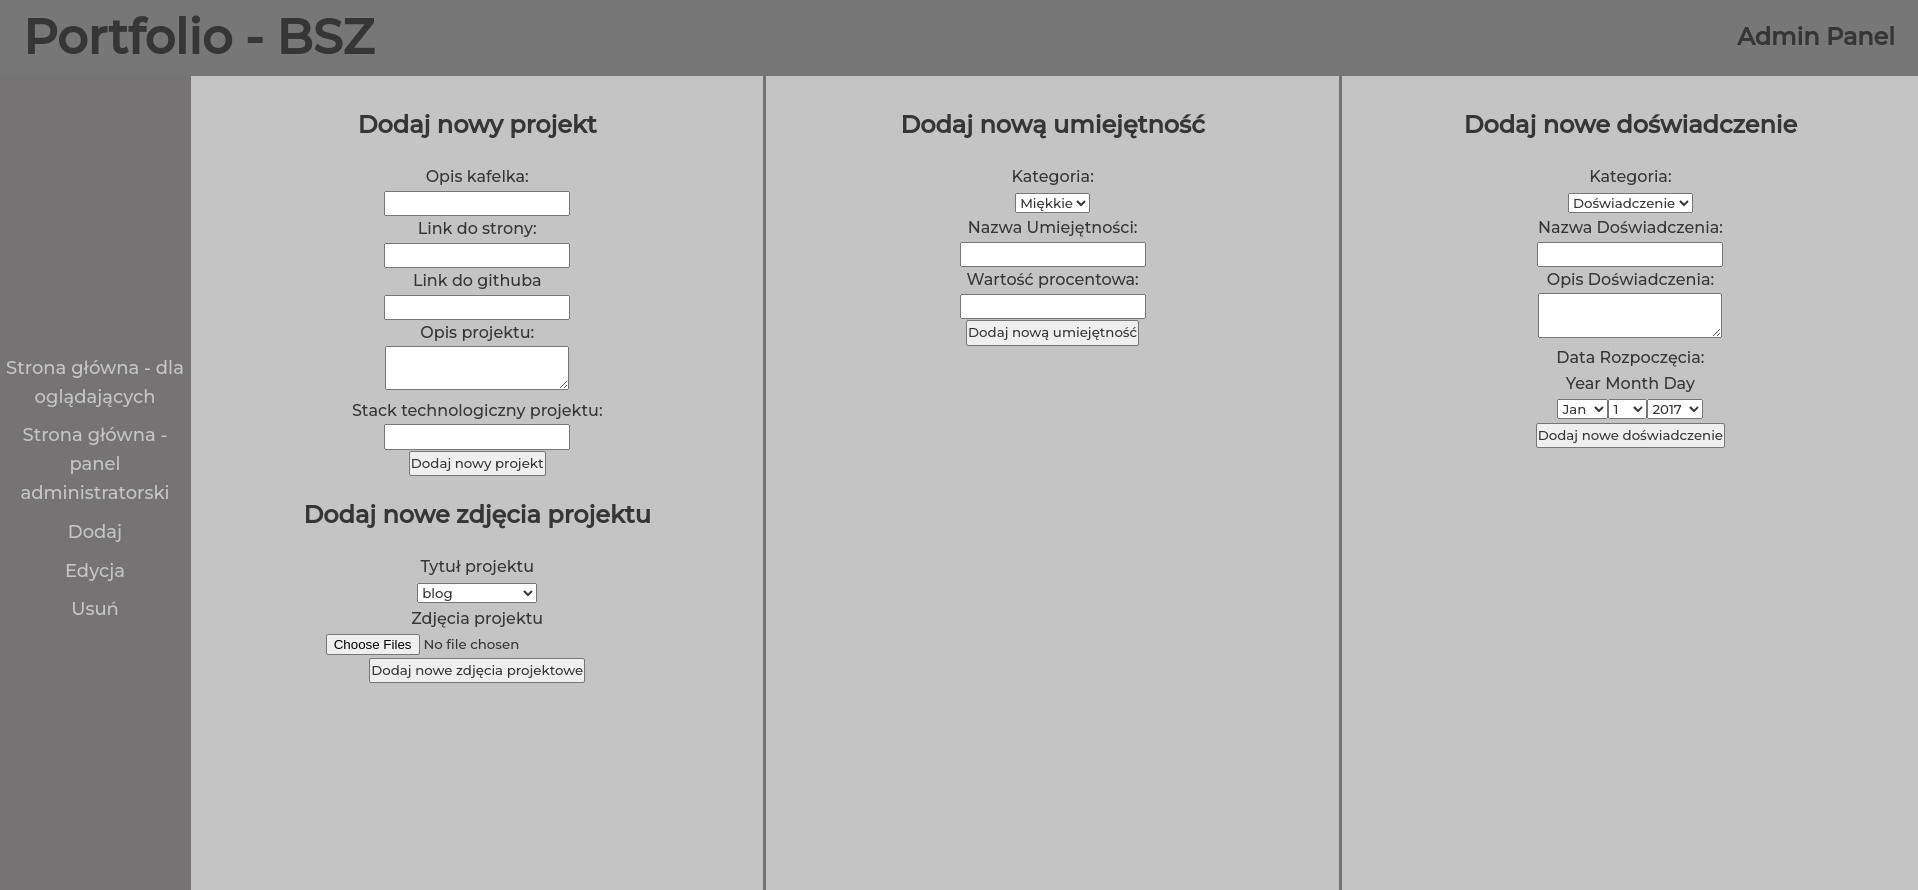 Portfolio - BSZ
Admin Panel
Strona główna - dla
oglądających
Strona główna -
panel
administratorski
Dodaj
Edycja
Usuń
Dodaj nowy projekt
Opis kafelka:
Link do strony:
Link do githuba
Opis projektu:
Stack technologiczny projektu:
Dodaj nowy projekt
Dodaj nowe zdjęcia projektu
Tytuł projektu
blog
Zdjęcia projektu
Choose Files No file chosen
Dodaj nowe zdjęcia projektowe
Dodaj nową umiejętność
Kategoria:
Miękkie
Nazwa Umiejętności:
Wartość procentowa:
Dodaj nową umiejętność
Dodaj nowe doświadczenie
Kategoria:
Doświadczenie
Nazwa Doświadczenia:
Opis Doświadczenia:
Data Rozpoczęcia:
Year Month Day
Jan 1 2017
Dodaj nowe doświadczenie